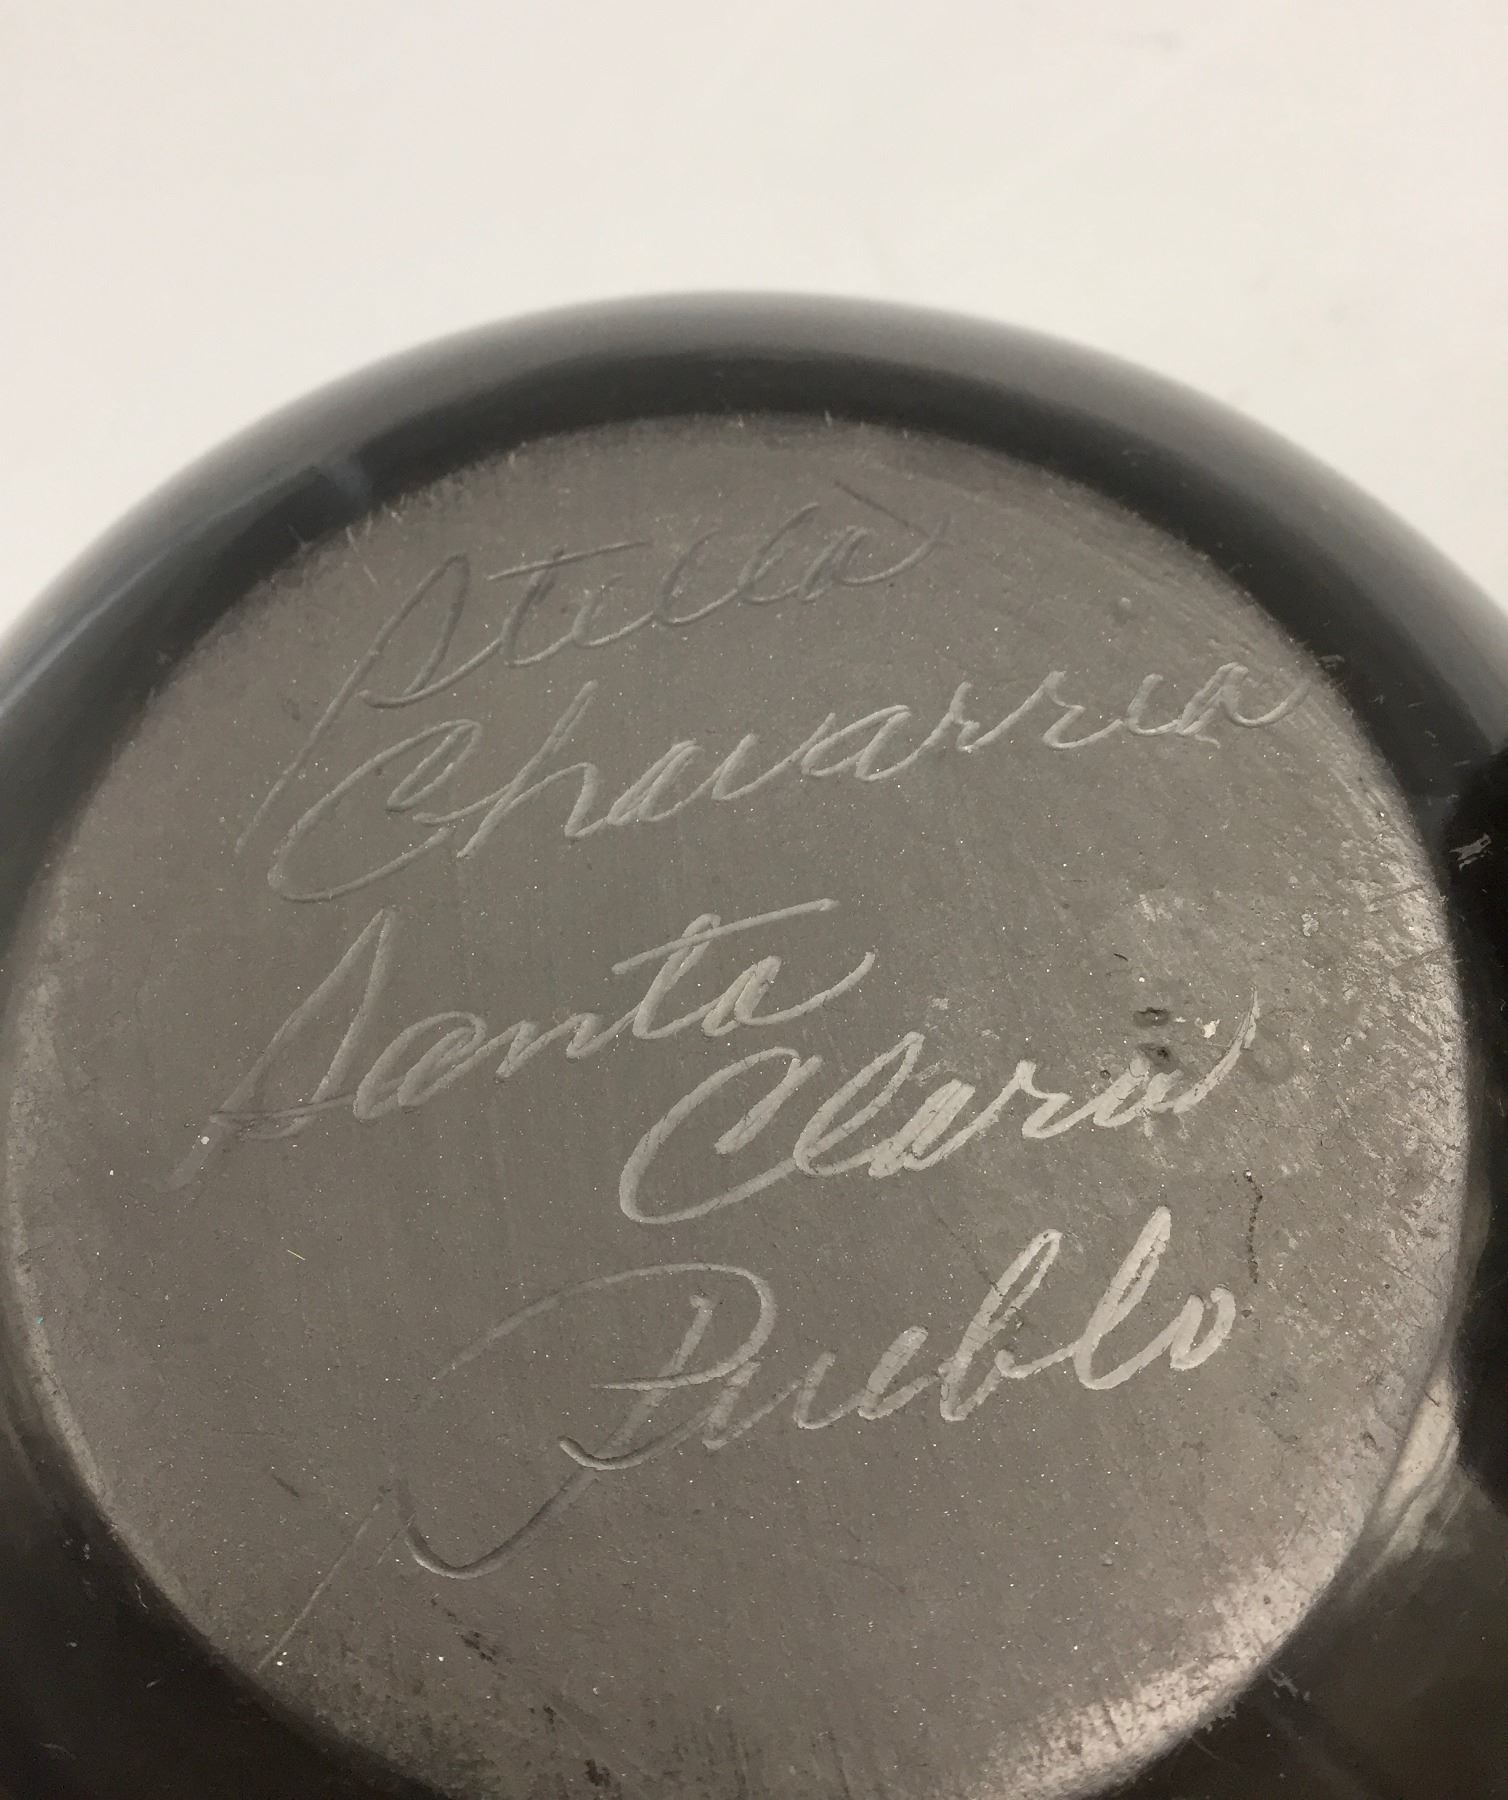 Stella
Chavarria
Santa
Clara
Pueblo